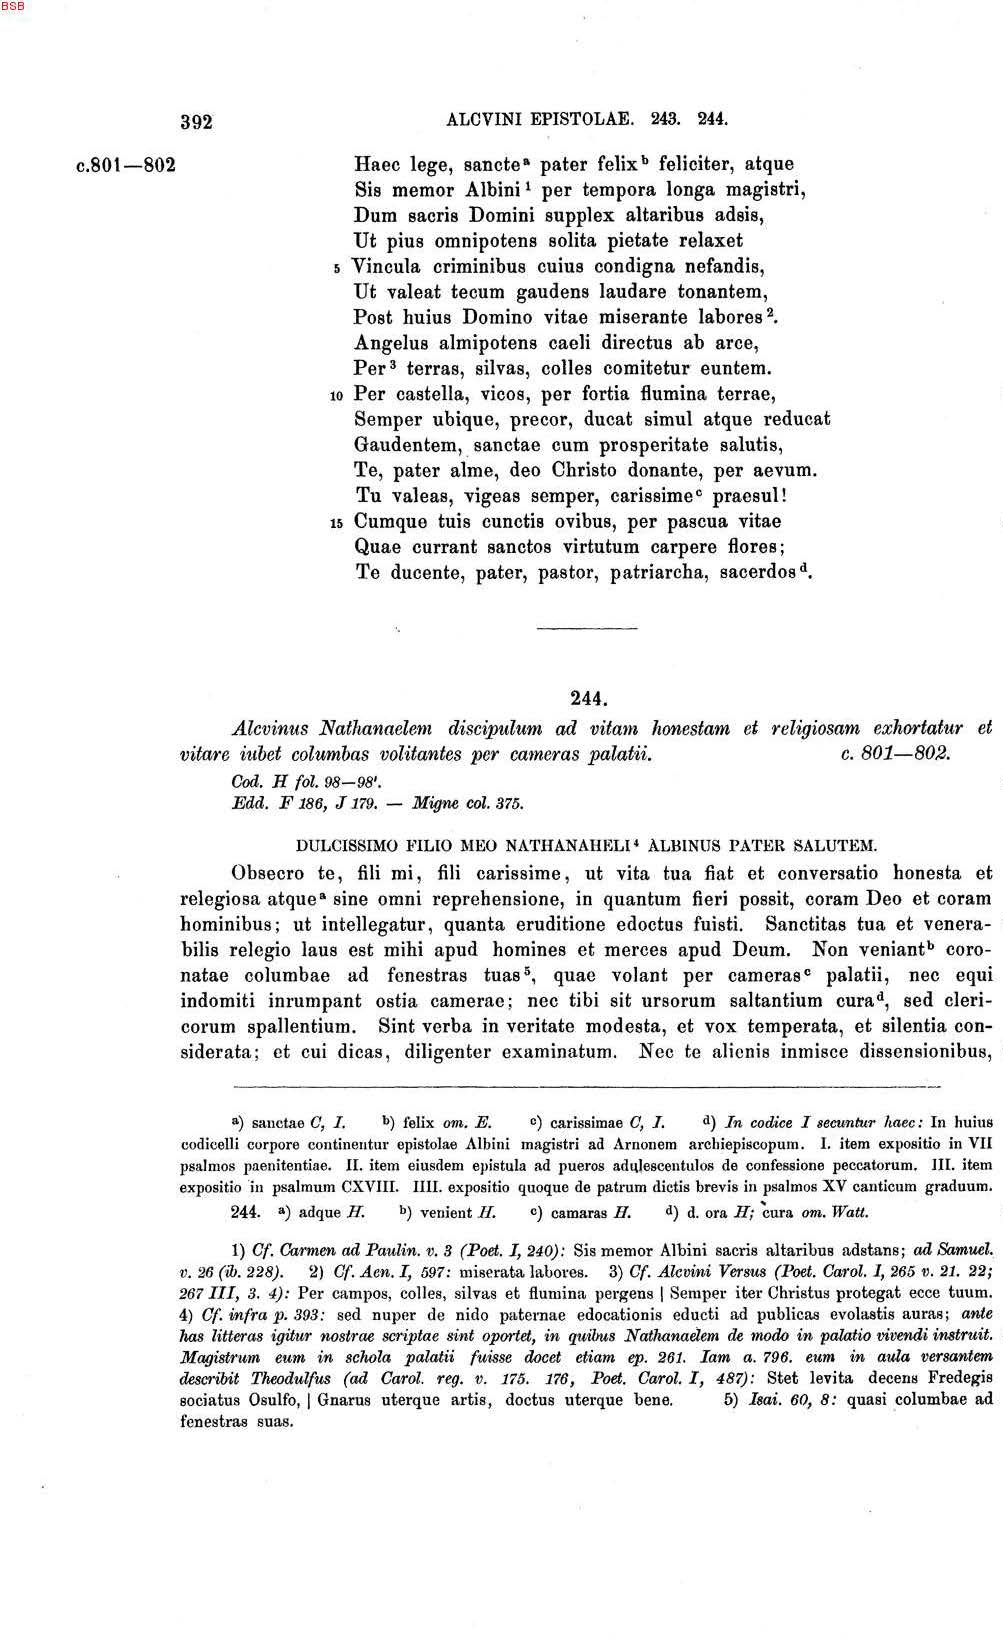 BSB
392 ALCVINI EPISTOLAE. 243. 244.
c.801—802 Haec lege, sancteᵃ pater felixᵇ feliciter, atque
Sis memor Albini¹ per tempora longa magistri,
Dum sacris Domini supplex altaribus adsis,
Ut pius omnipotens solita pietate relaxet
5 Vincula criminibus cuius condigna nefandis,
Ut valeat tecum gaudens laudare tonantem,
Post huius Domino vitae miserante labores².
Angelus almipotens caeli directus ab arce,
Per³ terras, silvas, colles comitetur euntem.
10 Per castella, vicos, per fortia flumina terrae,
Semper ubique, precor, ducat simul atque reducat
Gaudentem, sanctae cum prosperitate salutis,
Te, pater alme, deo Christo donante, per aevum.
Tu valeas, vigeas semper, carissimeᶜ praesul!
15 Cumque tuis cunctis ovibus, per pascua vitae
Quae currant sanctos virtutum carpere flores;
Te ducente, pater, pastor, patriarcha, sacerdosᵈ.
244.
Alcvinus Nathanaelem discipulum ad vitam honestam et religiosam exhortatur et
vitare iubet columbas volitantes per cameras palatii. c. 801—802.
Cod. H fol. 98—98'.
Edd. F 186, J 179. — Migne col. 375.
DULCISSIMO FILIO MEO NATHANAHELI⁴ ALBINUS PATER SALUTEM.
Obsecro te, fili mi, fili carissime, ut vita tua fiat et conversatio honesta et
relegiosa atqueᵃ sine omni reprehensione, in quantum fieri possit, coram Deo et coram
hominibus; ut intellegatur, quanta eruditione edoctus fuisti. Sanctitas tua et venera-
bilis relegio laus est mihi apud homines et merces apud Deum. Non veniantᵇ coro-
natae columbae ad fenestras tuas⁵, quae volant per camerasᶜ palatii, nec equi
indomiti inrumpant ostia camerae; nec tibi sit ursorum saltantium curaᵈ, sed cleri-
corum spallentium. Sint verba in veritate modesta, et vox temperata, et silentia con-
siderata; et cui dicas, diligenter examinatum. Nec te alienis inmisce dissensionibus,
a) sanctae C, I. b) felix om. E. c) carissimae C, I. d) In codice I secuntur haec: In huius
codicelli corpore continentur epistolae Albini magistri ad Arnonem archiepiscopum. I. item expositio in VII
psalmos paenitentiae. II. item eiusdem epistula ad pueros adulescentulos de confessione peccatorum. III. item
expositio in psalmum CXVIII. IIII. expositio quoque de patrum dictis brevis in psalmos XV canticum graduum.
244. a) adque H. b) venient H. c) camaras H. d) d. ora H; cura om. Watt.
1) Cf. Carmen ad Paulin. v. 3 (Poet. I, 240): Sis memor Albini sacris altaribus adstans; ad Samuel.
v. 26 (ib. 228). 2) Cf. Aen. I, 597: miserata labores. 3) Cf. Alcvini Versus (Poet. Carol. I, 265 v. 21. 22;
267 III, 3. 4): Per campos, colles, silvas et flumina pergens | Semper iter Christus protegat ecce tuum.
4) Cf. infra p. 393: sed nuper de nido paternae edocationis educti ad publicas evolastis auras; ante
has litteras igitur nostrae scriptae sint oportet, in quibus Nathanaelem de modo in palatio vivendi instruit.
Magistrum eum in schola palatii fuisse docet etiam ep. 261. Iam a. 796. eum in aula versantem
describit Theodulfus (ad Carol. reg. v. 175. 176, Poet. Carol. I, 487): Stet levita decens Fredegis
sociatus Osulfo, | Gnarus uterque artis, doctus uterque bene. 5) Isai. 60, 8: quasi columbae ad
fenestras suas.